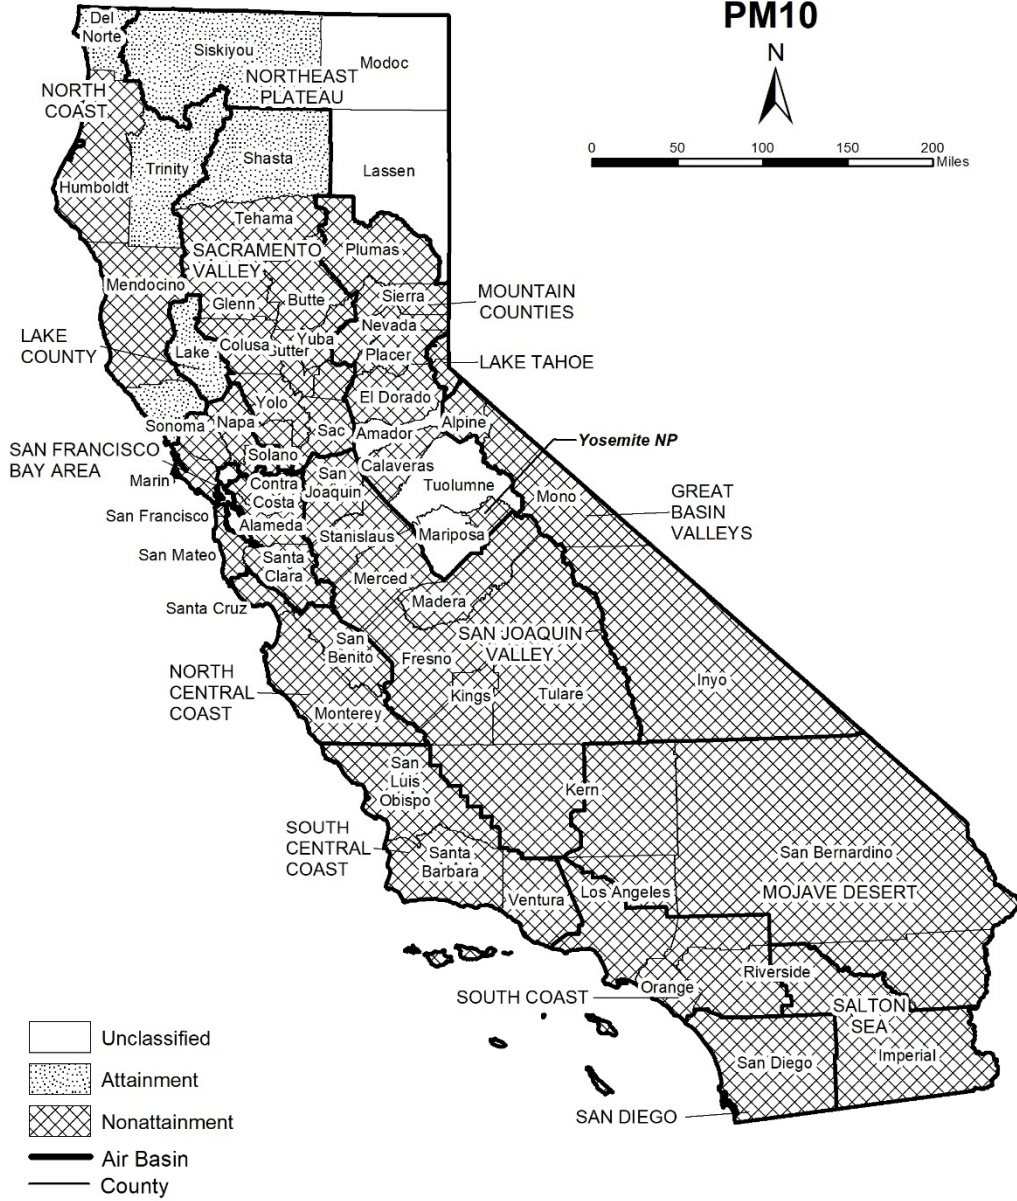 PM10
N
0 50 100 150 200
Miles
Del
Norte
Siskiyou
Modoc
NORTHEAST
PLATEAU
NORTH
COAST
Trinity
Shasta
Lassen
Humboldt
Tehama
SACRAMENTO
VALLEY
Plumas
Mendocino
Glenn
Butte
Sierra
MOUNTAIN
COUNTIES
Nevada
LAKE
COUNTY
Lake
Colusa
Yuba
Sutter
Placer
LAKE TAHOE
Yolo
El Dorado
Sonoma
Napa
Sac
Amador
Alpine
Yosemite NP
SAN FRANCISCO
BAY AREA
Solano
Calaveras
Marin
Contra
Costa
San
Joaquin
Tuolumne
Mono
GREAT
BASIN
VALLEYS
San Francisco
Alameda
Stanislaus
Mariposa
San Mateo
Santa
Clara
Merced
Santa Cruz
Madera
San
Benito
SAN JOAQUIN
VALLEY
Fresno
NORTH
CENTRAL
COAST
Kings
Tulare
Inyo
Monterey
San
Luis
Obispo
Kern
SOUTH
CENTRAL
COAST
Santa
Barbara
San Bernardino
Ventura
Los Angeles
MOJAVE DESERT
Riverside
Orange
SOUTH COAST
SALTON
SEA
San Diego
Imperial
SAN DIEGO
Unclassified
Attainment
Nonattainment
Air Basin
County